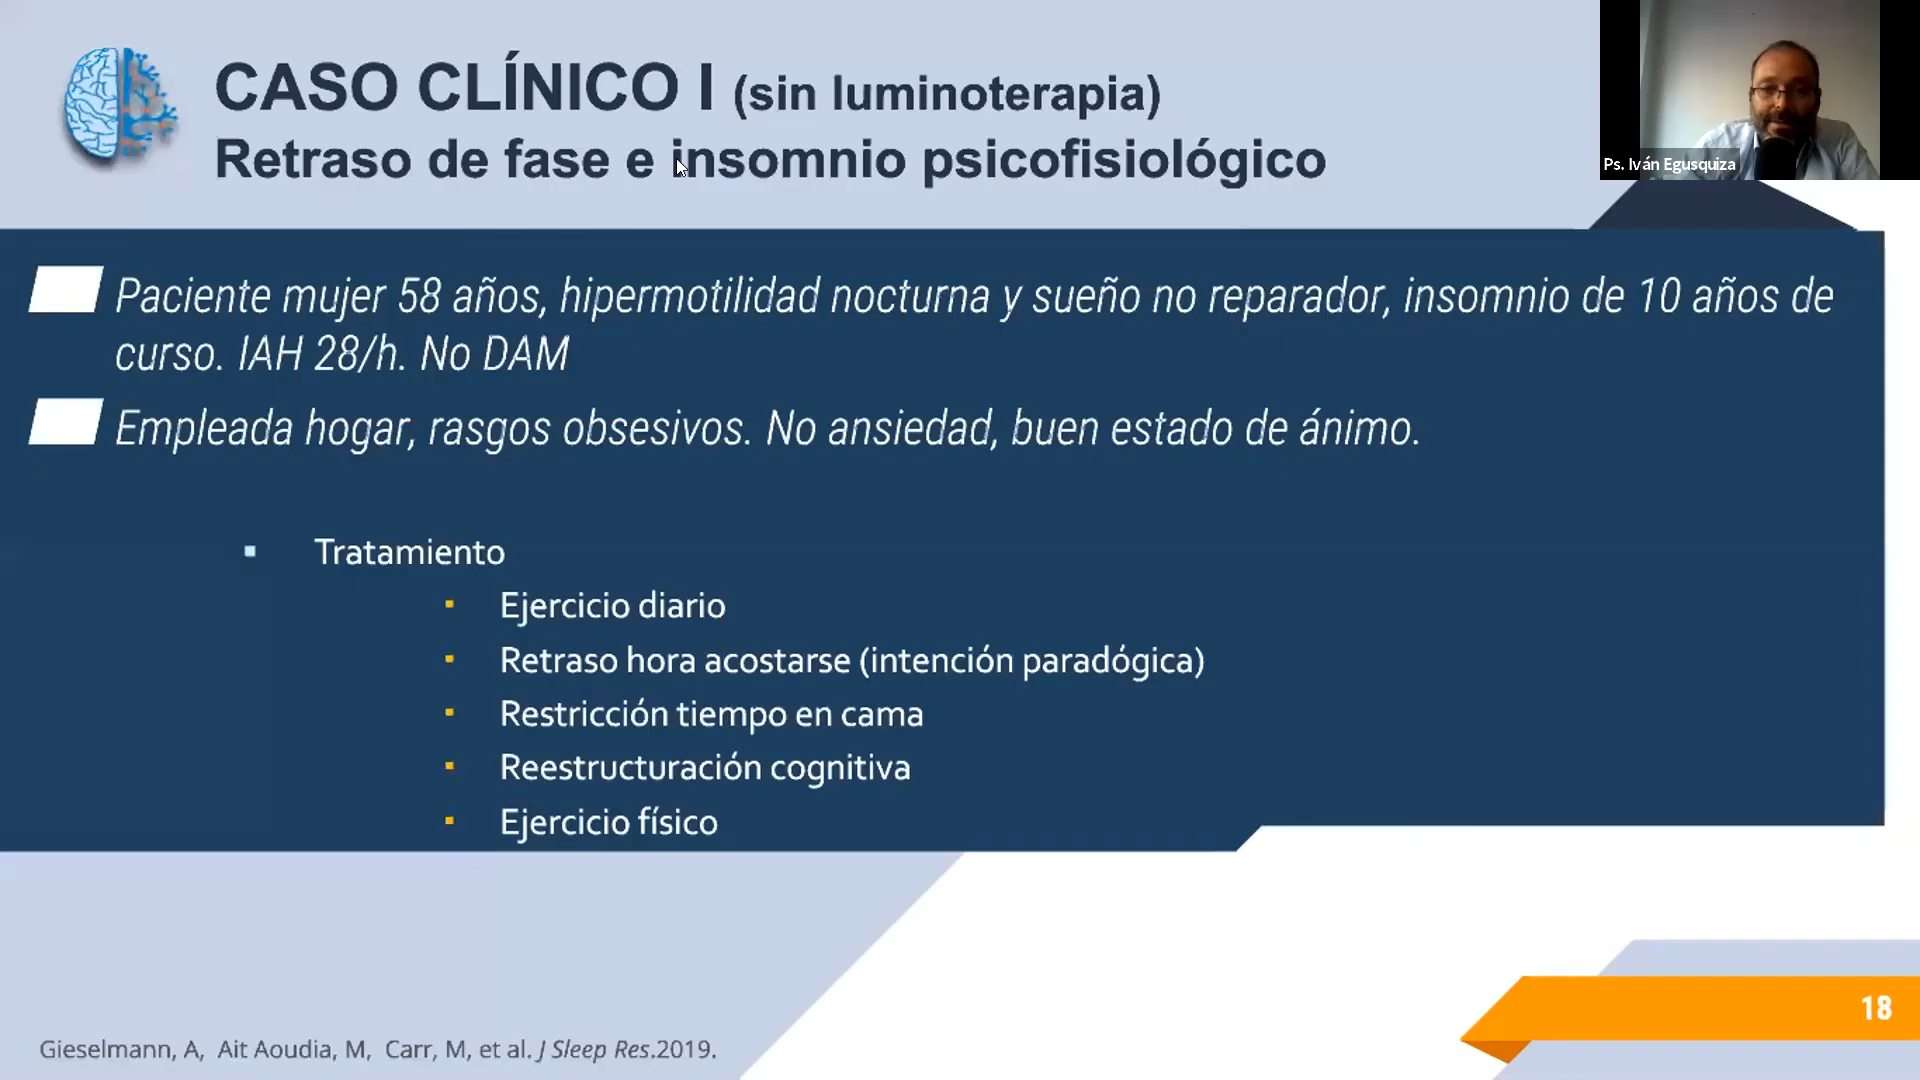 CASO CLÍNICO I (sin luminoterapia)
Retraso de fase e insomnio psicofisiológico
Ps. Iván Egusquiza
Paciente mujer 58 años, hipermotilidad nocturna y sueño no reparador, insomnio de 10 años de
curso. IAH 28/h. No DAM
Empleada hogar, rasgos obsesivos. No ansiedad, buen estado de ánimo.
Tratamiento
Ejercicio diario
Retraso hora acostarse (intención paradógica)
Restricción tiempo en cama
Reestructuración cognitiva
Ejercicio físico
18
Gieselmann, A, Ait Aoudia, M, Carr, M, et al. J Sleep Res.2019.